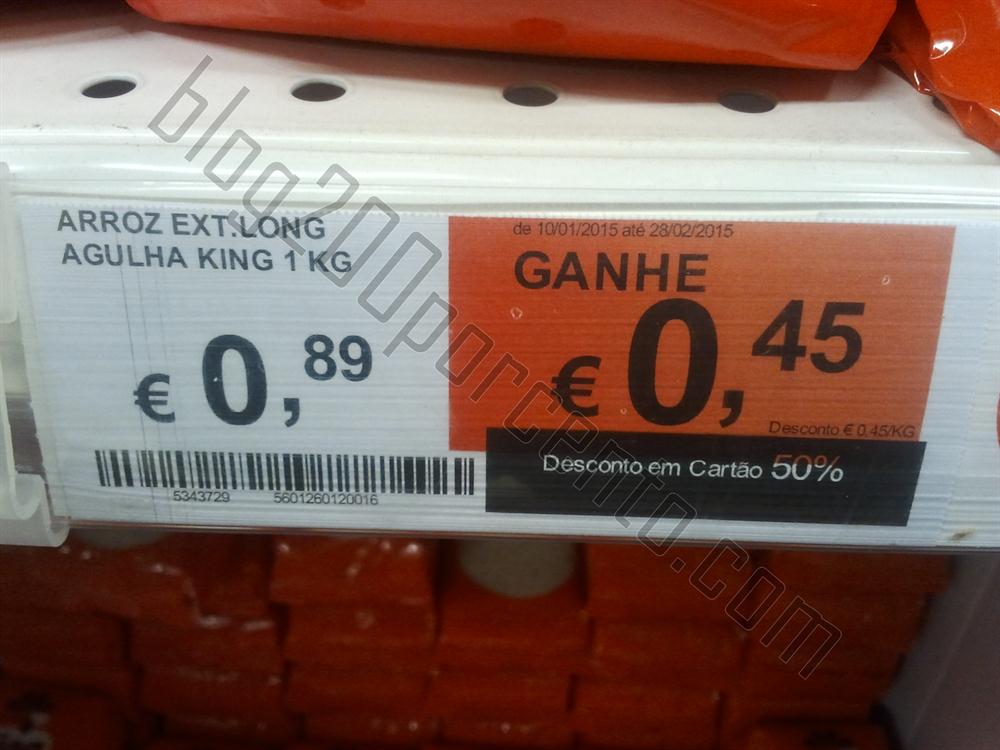 ARROZ EXT.LONG
AGULHA KING 1 KG
€ 0,89
5343729 5601260120016
de 10/01/2015 até 28/02/2015
GANHE
€ 0,45
Desconto € 0,45/KG
Desconto em Cartão 50%
blog200porcento.com